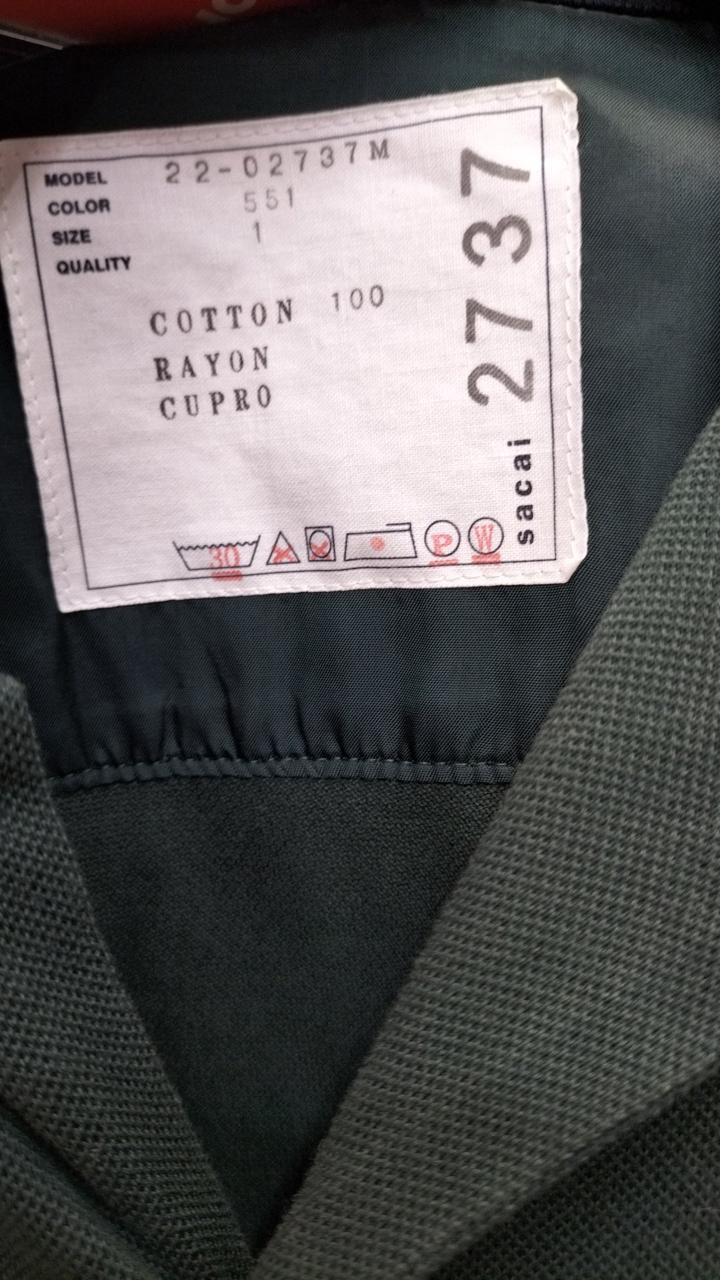 MODEL 22-02737M
COLOR 551
SIZE 1
QUALITY
COTTON 100
RAYON
CUPRO
30 P W
sacai 2737